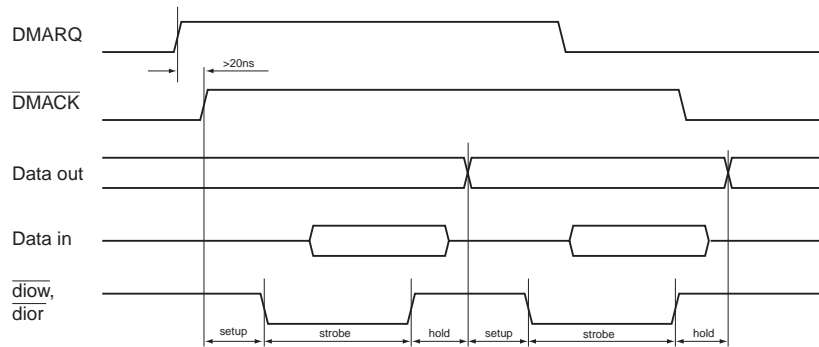 DMARQ
>20ns
DMACK
Data out
Data in
diow,
dior
setup strobe hold setup strobe hold